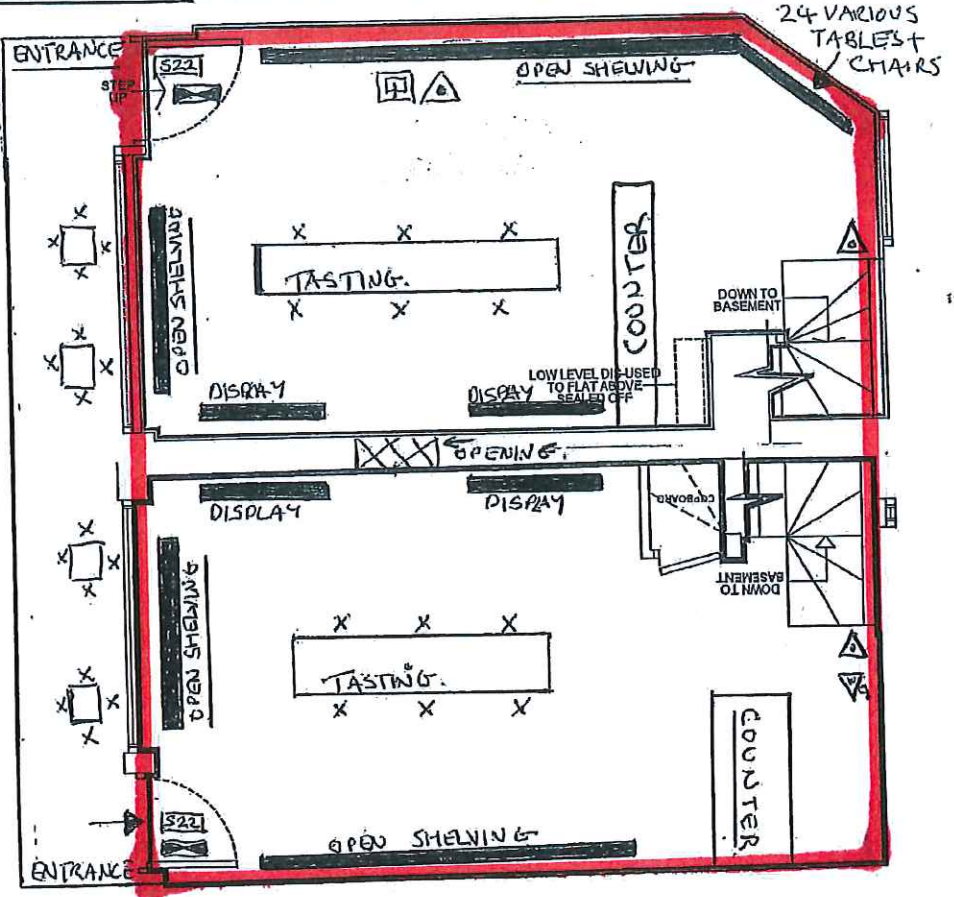 24 VARIOUS
TABLES +
CHAIRS
ENTRANCE
S22
STEP
UP
OPEN SHELVING
OPEN SHELVING
TASTING.
COUNTER
DOWN TO
BASEMENT
LOW LEVEL DIS-USED
TO FLAT ABOVE
SEALED OFF
DISPLAY
DISPLAY
OPENING.
DISPLAY
DISPLAY
CUPBOARD
DOWN TO
BASEMENT
OPEN SHELVING
TASTING.
COUNTER
S22
OPEN SHELVING
ENTRANCE